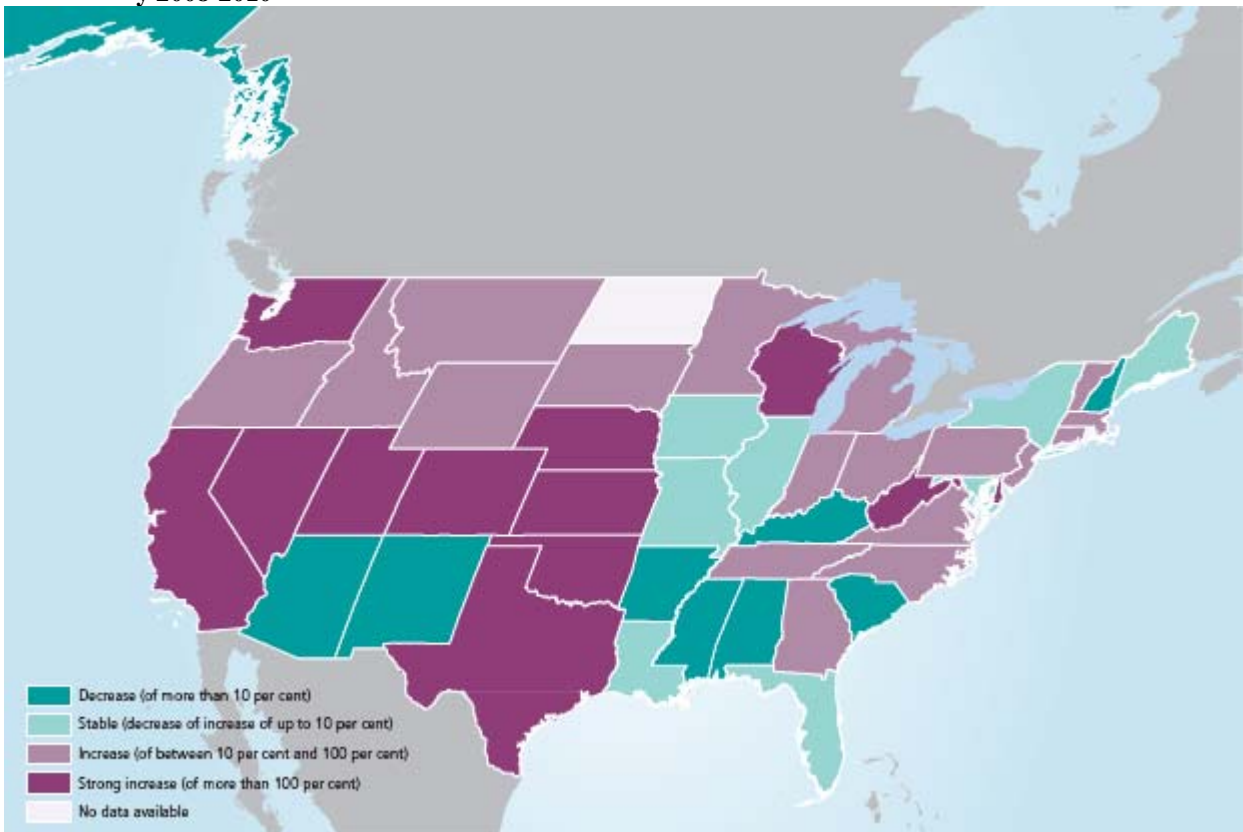 Decrease (of more than 10 per cent)
Stable (decrease of increase of up to 10 per cent)
Increase (of between 10 per cent and 100 per cent)
Strong increase (of more than 100 per cent)
No data available